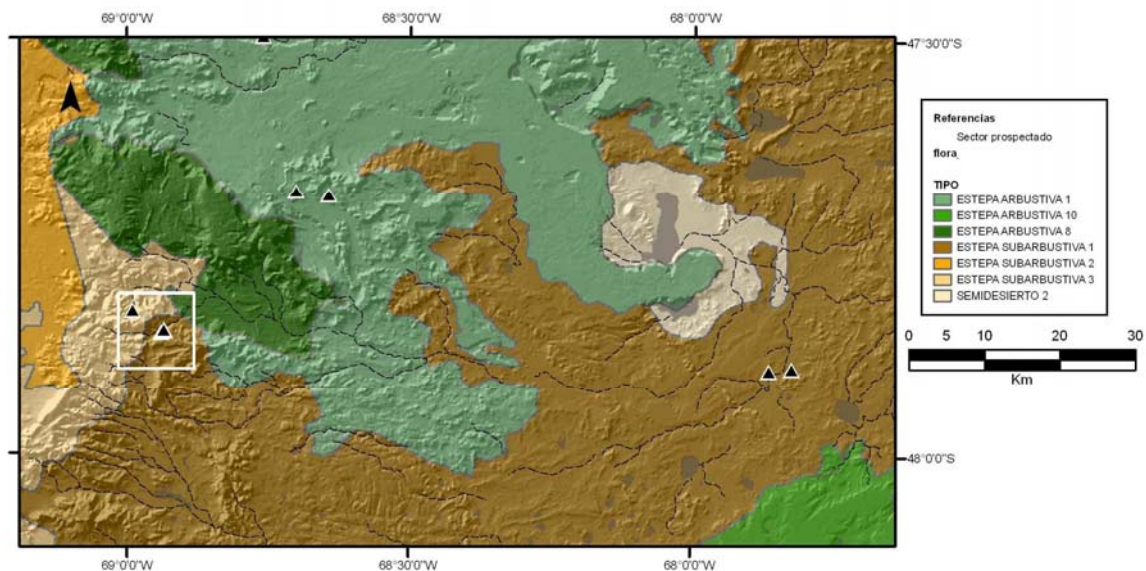 69°0'0"W
68°30'0"W
68°0'0"W
47°30'0"S
Referencias
Sector prospectado
flora
TIPO
ESTEPA ARBUSTIVA 1
ESTEPA ARBUSTIVA 10
ESTEPA ARBUSTIVA 8
ESTEPA SUBARBUSTIVA 1
ESTEPA SUBARBUSTIVA 2
ESTEPA SUBARBUSTIVA 3
SEMIDESIERTO 2
0 5 10 20 30
Km
48°0'0"S
69°0'0"W
68°30'0"W
68°0'0"W